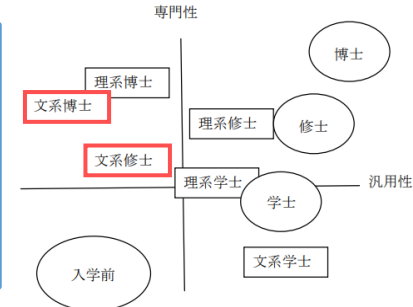 専門性
博士
理系博士
文系博士
理系修士
修士
文系修士
理系学士
汎用性
学士
文系学士
入学前